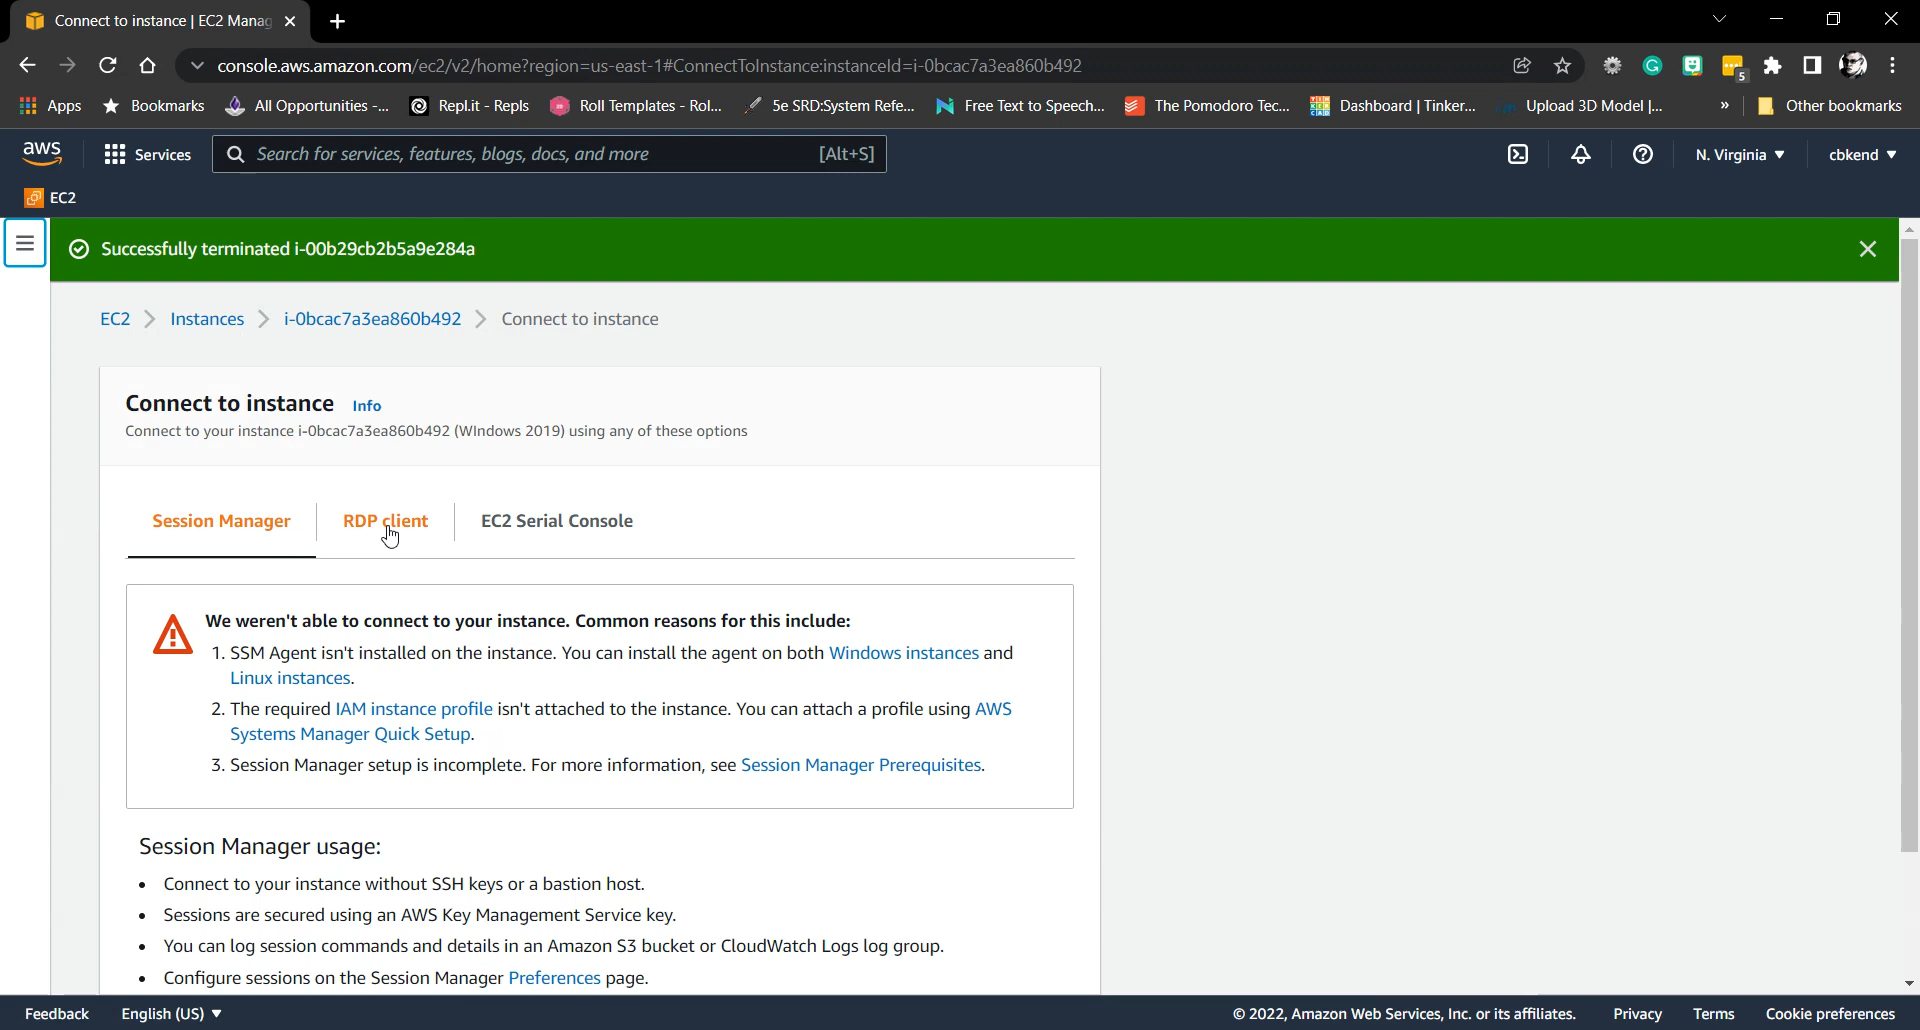 Connect to instance | EC2 Manag
console.aws.amazon.com/ec2/v2/home?region=us-east-1#ConnectToInstance:instanceId=i-0bcac7a3ea860b492
5
Apps Bookmarks All Opportunities -... Repl.it - Repls Roll Templates - Rol... 5e SRD:System Refe... Free Text to Speech... The Pomodoro Tec... Dashboard | Tinker... Upload 3D Model |... » Other bookmarks
aws Services Search for services, features, blogs, docs, and more [Alt+S] N. Virginia ▼ cbkend ▼
EC2
Successfully terminated i-00b29cb2b5a9e284a
EC2 Instances i-0bcac7a3ea860b492 Connect to instance
Connect to instance Info
Connect to your instance i-0bcac7a3ea860b492 (WIndows 2019) using any of these options
Session Manager RDP client EC2 Serial Console
We weren't able to connect to your instance. Common reasons for this include:
1. SSM Agent isn't installed on the instance. You can install the agent on both Windows instances and
Linux instances.
2. The required IAM instance profile isn't attached to the instance. You can attach a profile using AWS
Systems Manager Quick Setup.
3. Session Manager setup is incomplete. For more information, see Session Manager Prerequisites.
Session Manager usage:
• Connect to your instance without SSH keys or a bastion host.
• Sessions are secured using an AWS Key Management Service key.
• You can log session commands and details in an Amazon S3 bucket or CloudWatch Logs log group.
• Configure sessions on the Session Manager Preferences page.
Feedback English (US) ▼ © 2022, Amazon Web Services, Inc. or its affiliates. Privacy Terms Cookie preferences